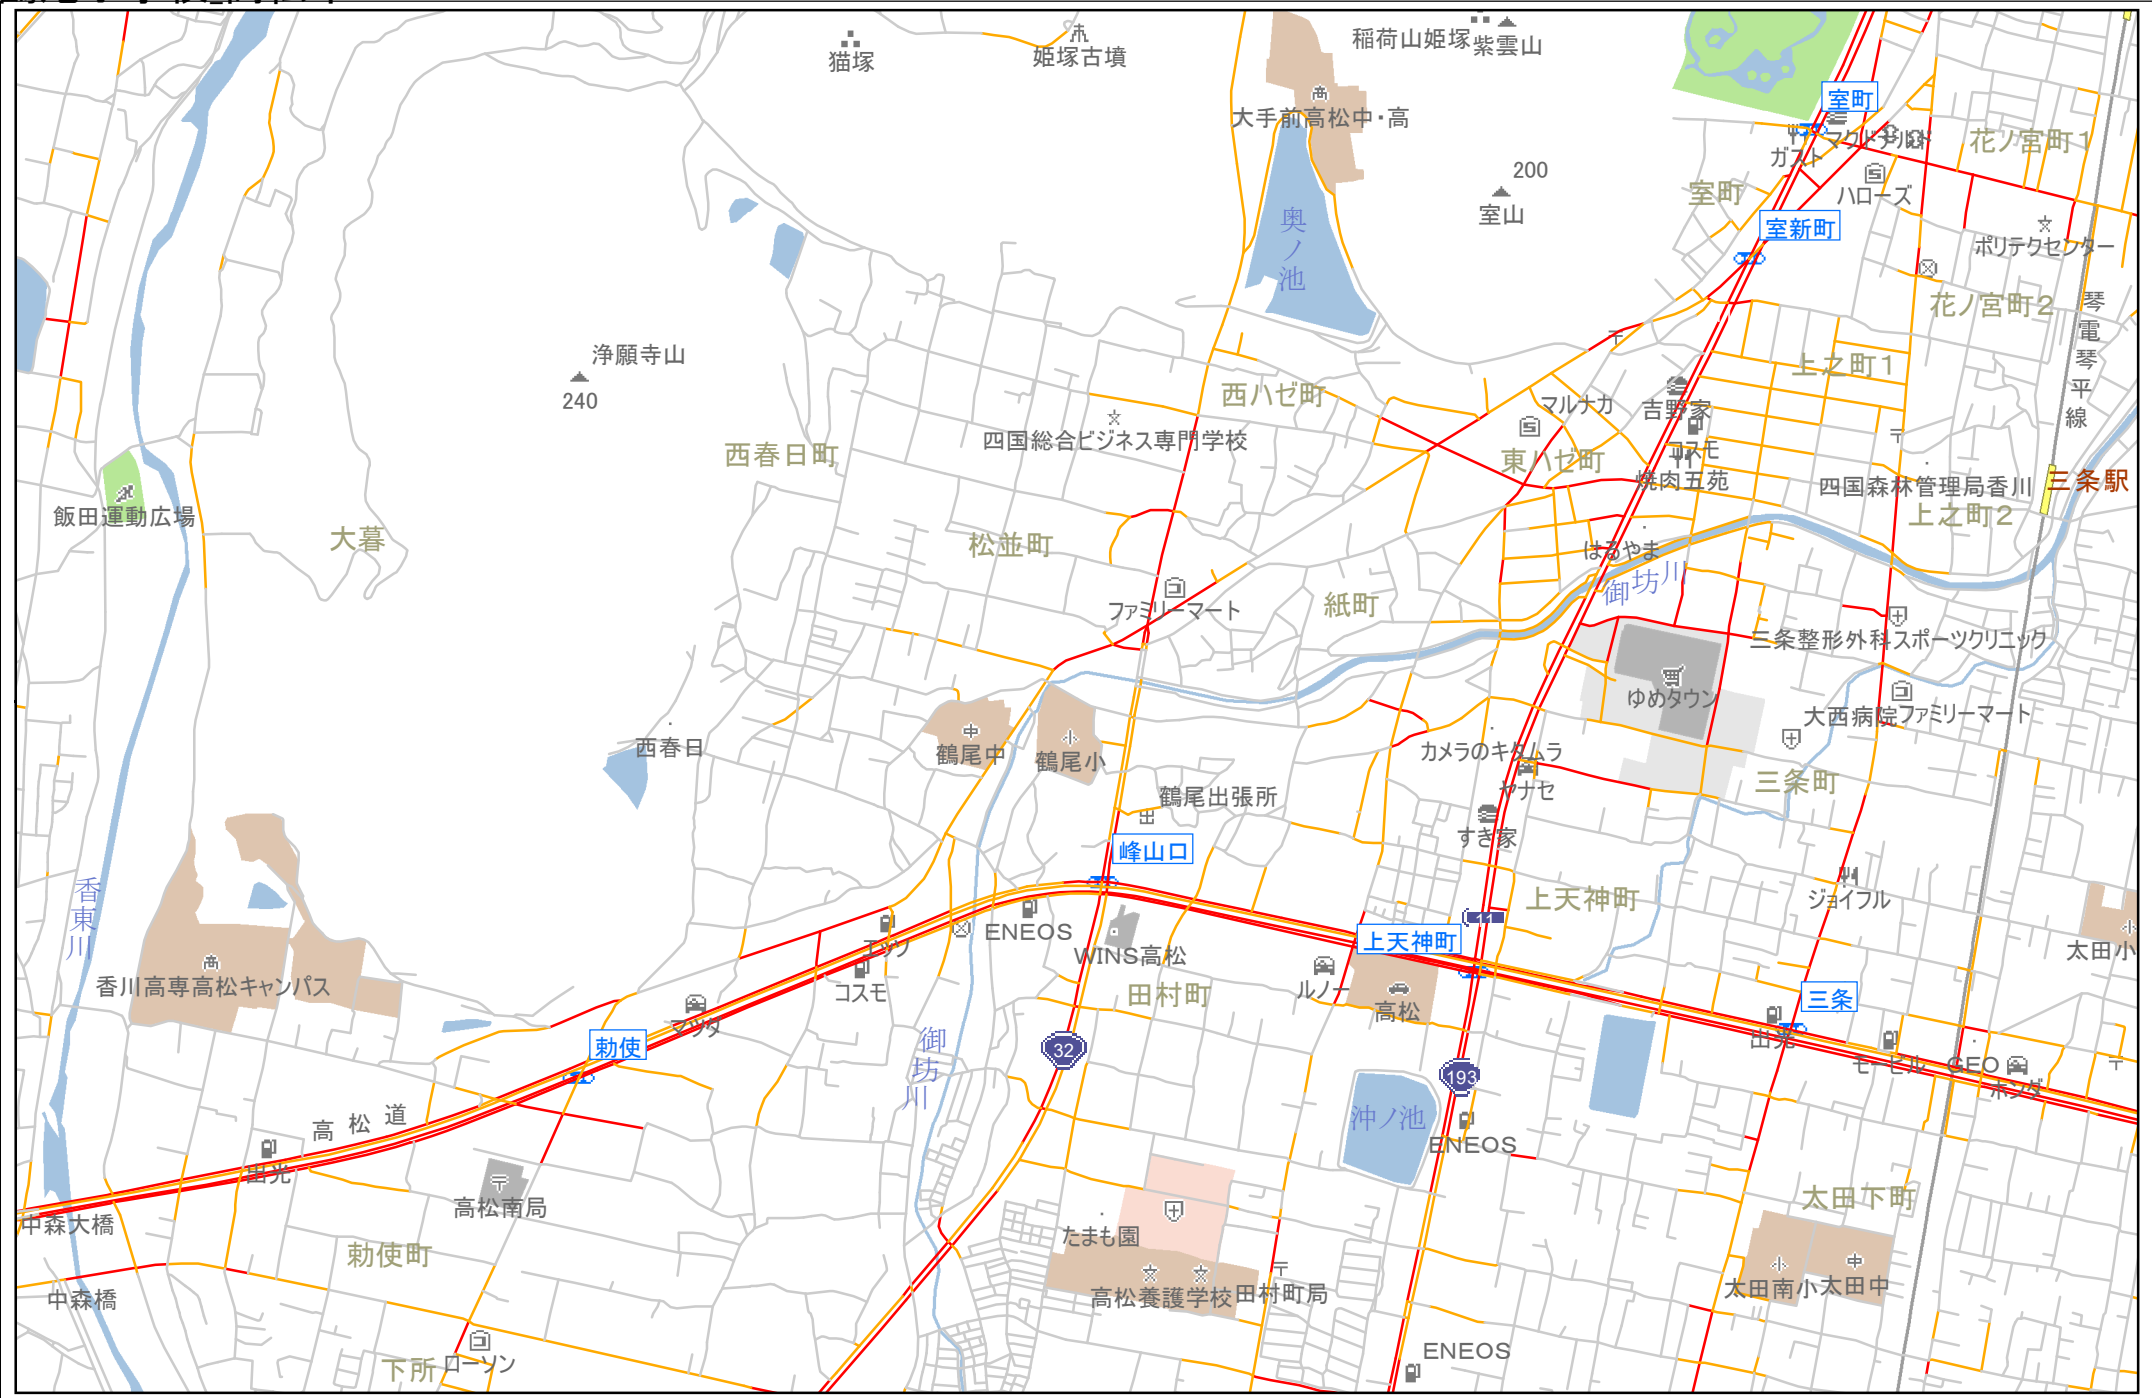 猫塚
姫塚古墳
稲荷山姫塚
紫雲山
大手前高松中・高
室町
マクドナルド
ガスト
花ノ宮町1
ハローズ
室町
200
室山
奥ノ池
室新町
ポリテクセンター
花ノ宮町2
琴電琴平線
浄願寺山
240
上之町1
西ハゼ町
マルナカ
吉野家
四国総合ビジネス専門学校
西春日町
コスモ
東ハゼ町
焼肉五苑
四国森林管理局香川
三条駅
上之町2
飯田運動広場
大暮
松並町
はるやま
御坊川
ファミリーマート
紙町
三条整形外科スポーツクリニック
ゆめタウン
大西病院
ファミリーマート
西春日
鶴尾中
鶴尾小
カメラのキタムラ
ヤナセ
三条町
鶴尾出張所
すき家
峰山口
香東川
ジョイフル
上天神町
11
ENEOS
エッソ
WINS高松
上天神町
太田小
香川高専高松キャンパス
コスモ
田村町
ルノー
高松
三条
マツダ
勅使
御坊川
32
出光
モービル
GEO
ホンダ
193
高松道
沖ノ池
ENEOS
出光
高松南局
太田下町
中森大橋
たまも園
勅使町
中森橋
高松養護学校
田村町局
太田南小
太田中
下所
ローソン
ENEOS